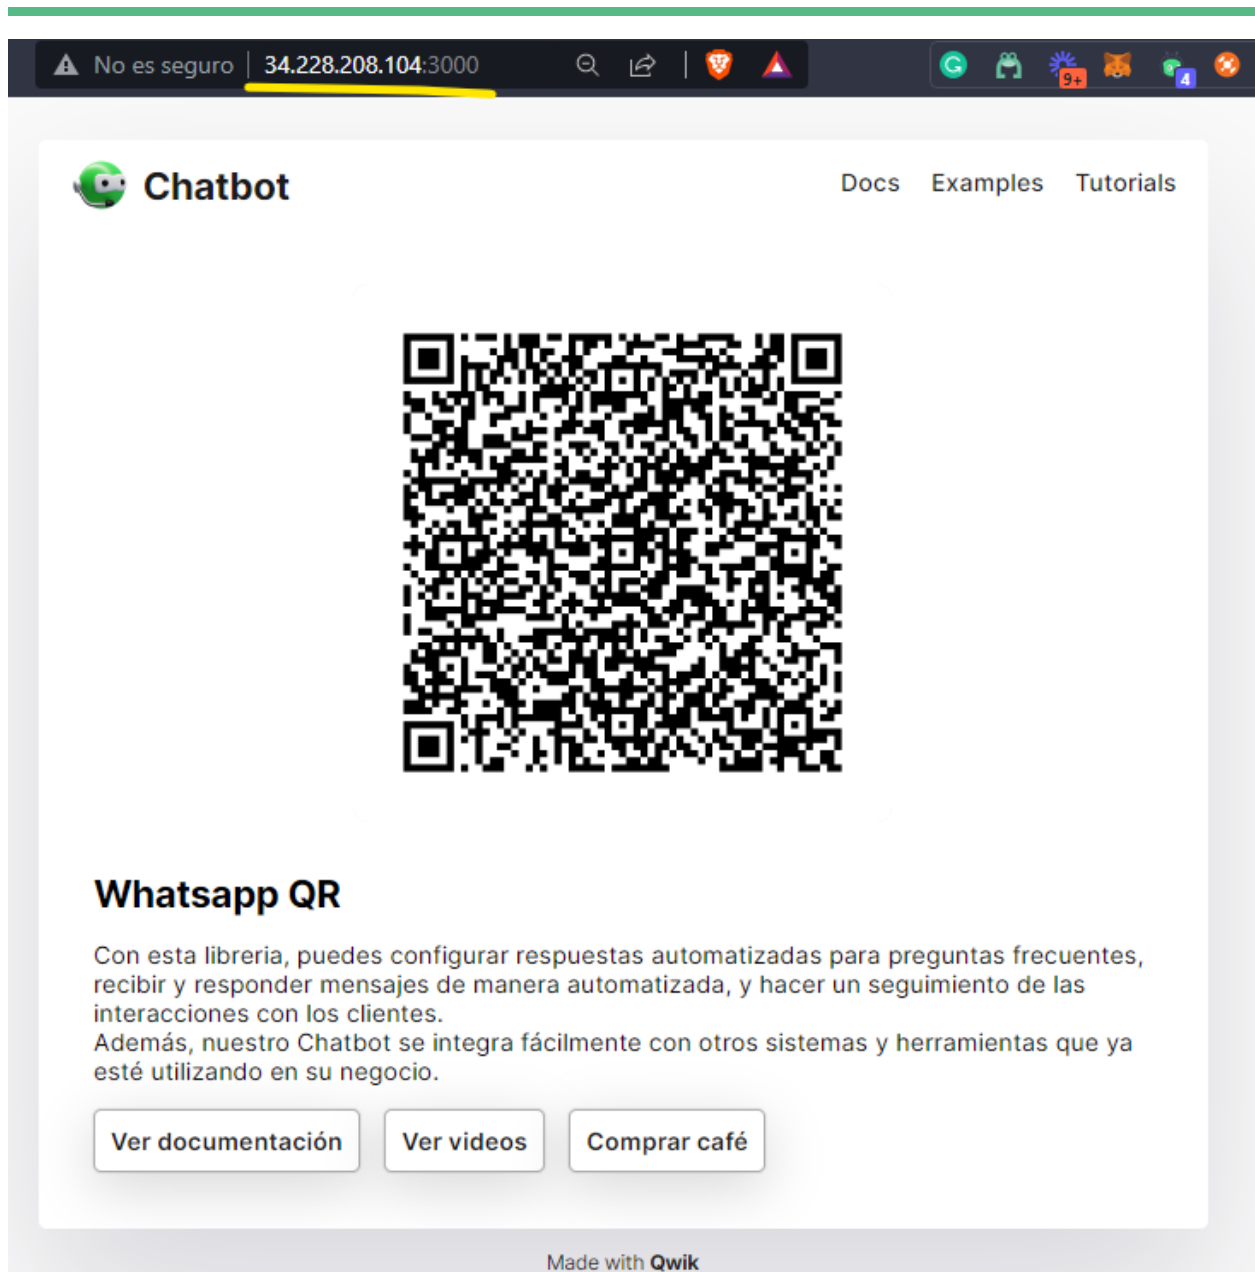 No es seguro | 34.228.208.104:3000
9+
4
Chatbot
Docs Examples Tutorials
Whatsapp QR
Con esta libreria, puedes configurar respuestas automatizadas para preguntas frecuentes,
recibir y responder mensajes de manera automatizada, y hacer un seguimiento de las
interacciones con los clientes.
Además, nuestro Chatbot se integra fácilmente con otros sistemas y herramientas que ya
esté utilizando en su negocio.
Ver documentación Ver videos Comprar café
Made with Qwik